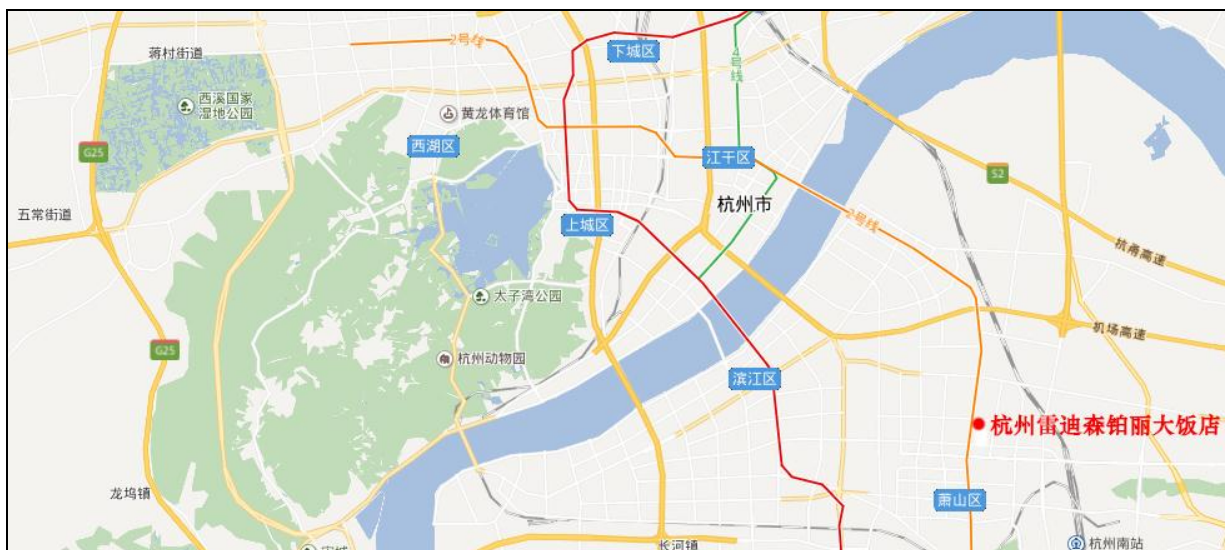 蒋村街道
2号线
下城区
4号线
西溪国家
湿地公园
黄龙体育馆
G25
西湖区
江干区
S2
五常街道
杭州市
上城区
2号线
杭甬高速
太子湾公园
机场高速
G25
杭州动物园
滨江区
杭州雷迪森铂丽大饭店
龙坞镇
萧山区
长河镇
杭州南站